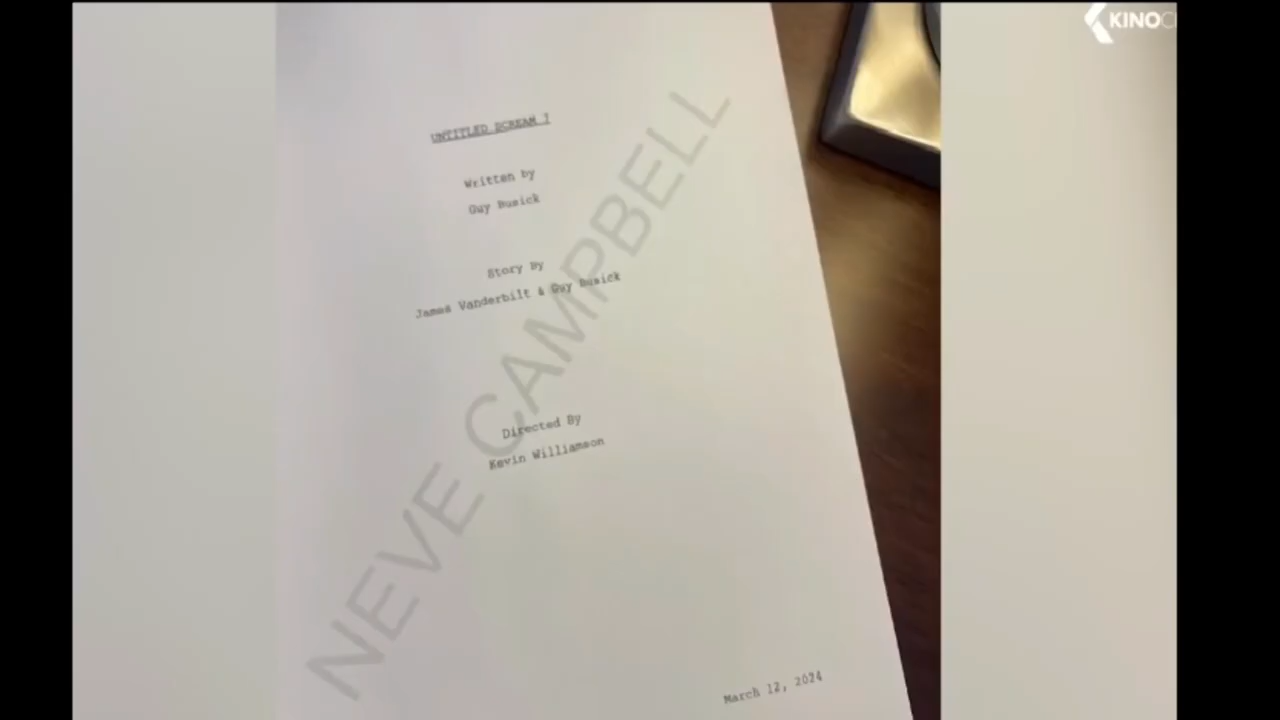 KINOC
UNTITLED SCREAM 7
Written by
Guy Busick
Story By
James Vanderbilt & Guy Busick
Directed By
Kevin Williamson
NEVE CAMPBELL
March 12, 2024